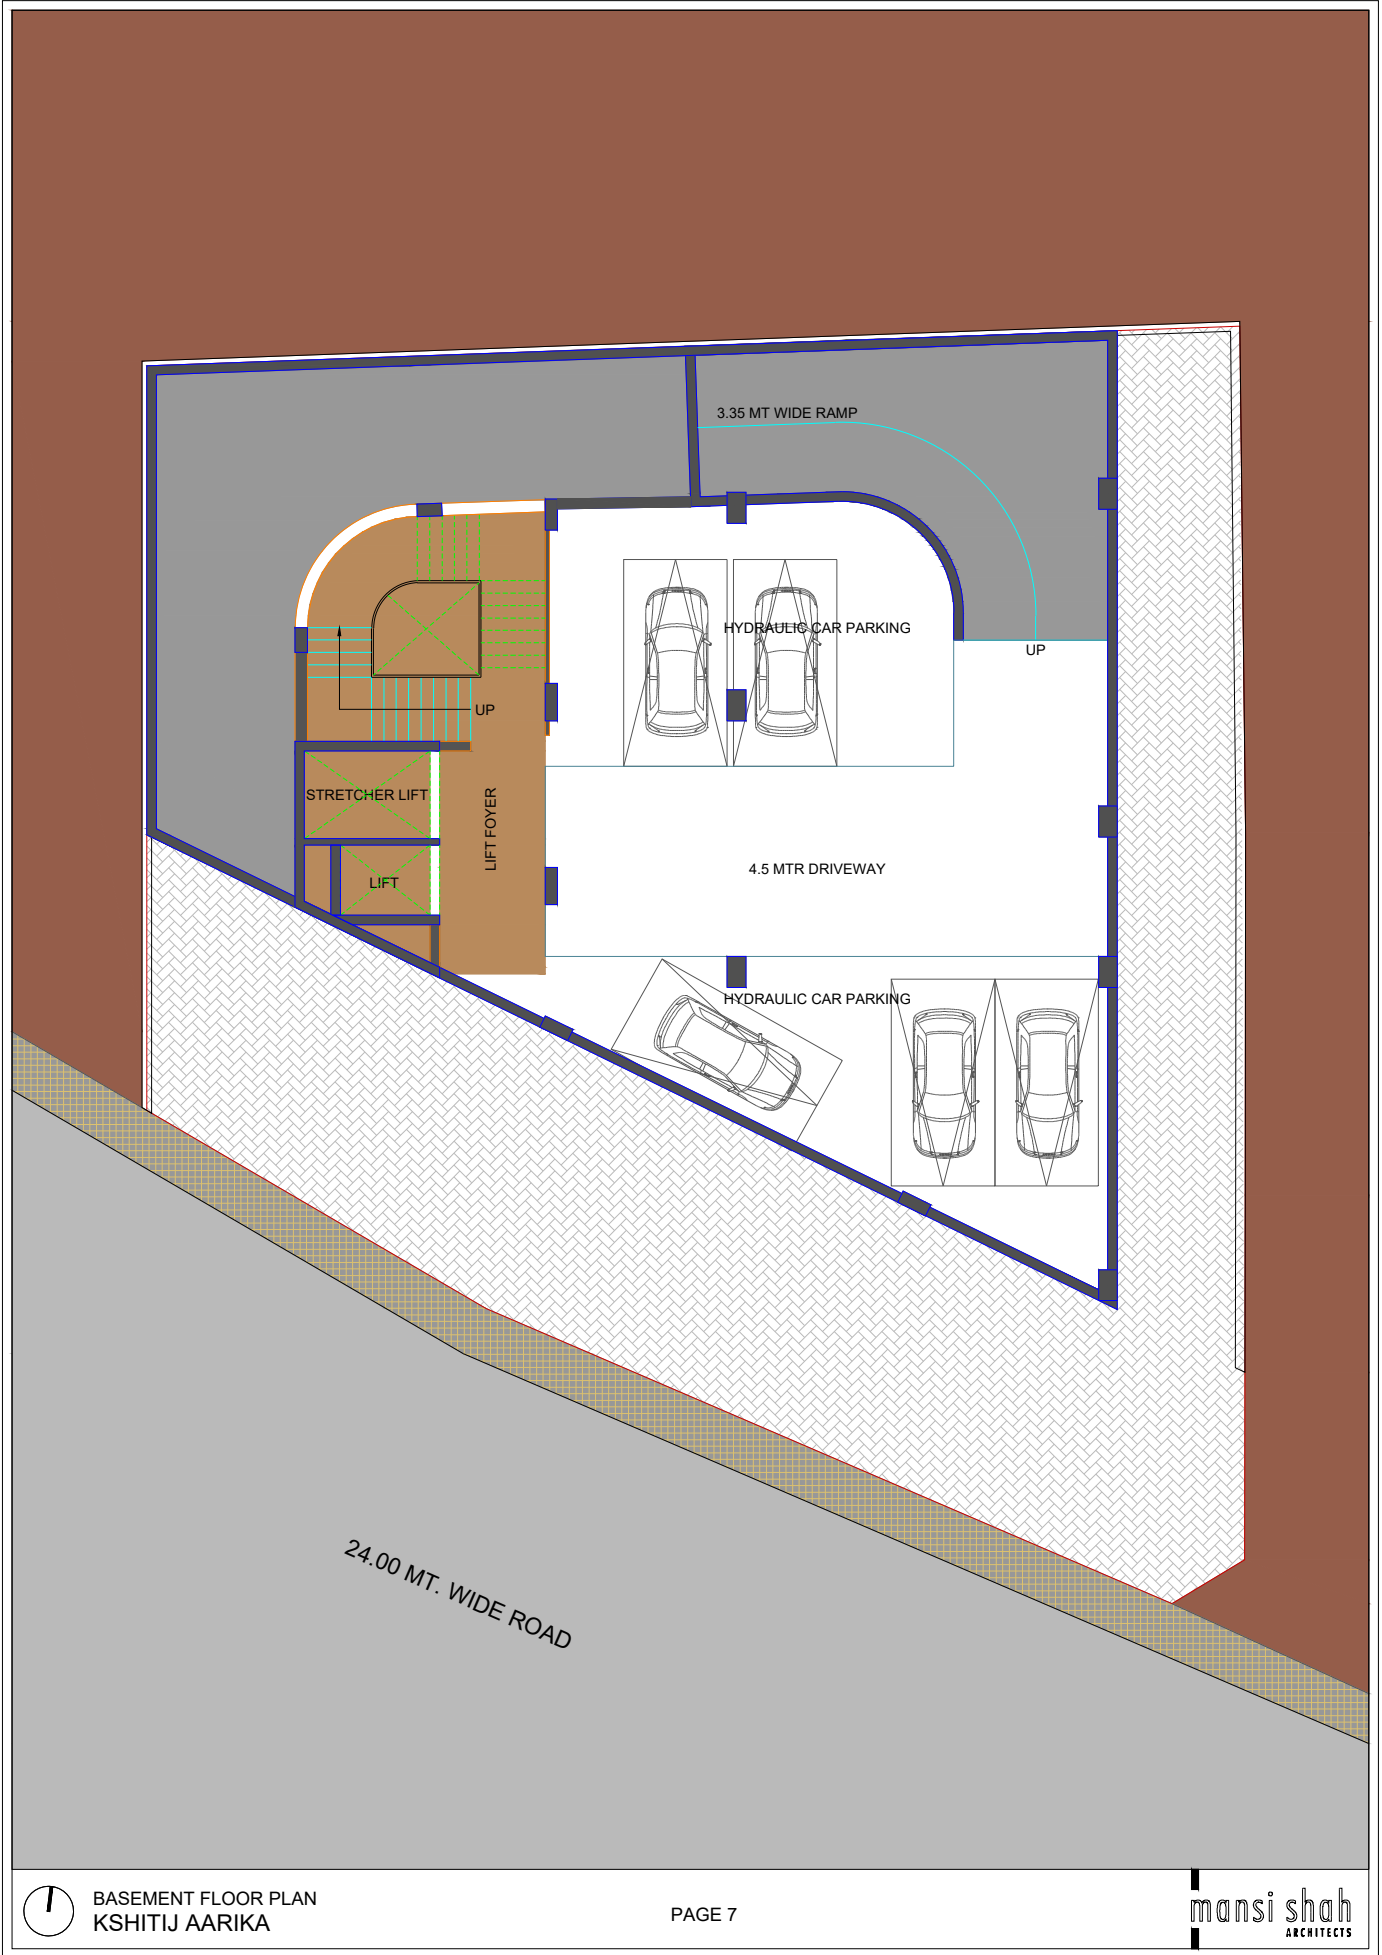 3.35 MT WIDE RAMP
HYDRAULIC CAR PARKING
UP
UP
STRETCHER LIFT
LIFT FOYER
4.5 MTR DRIVEWAY
LIFT
HYDRAULIC CAR PARKING
24.00 MT. WIDE ROAD
BASEMENT FLOOR PLAN
KSHITIJ AARIKA
PAGE 7
mansi shah
ARCHITECTS